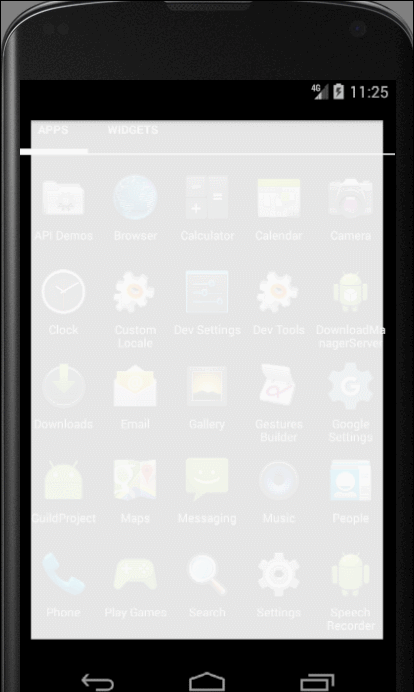 4G 11:25
APPS WIDGETS
API Demos Browser Calculator Calendar Camera
Clock Custom Locale Dev Settings Dev Tools DownloadManagerServer
Downloads Email Gallery Gestures Builder Google Settings
GuildProject Maps Messaging Music People
Phone Play Games Search Settings Speech Recorder